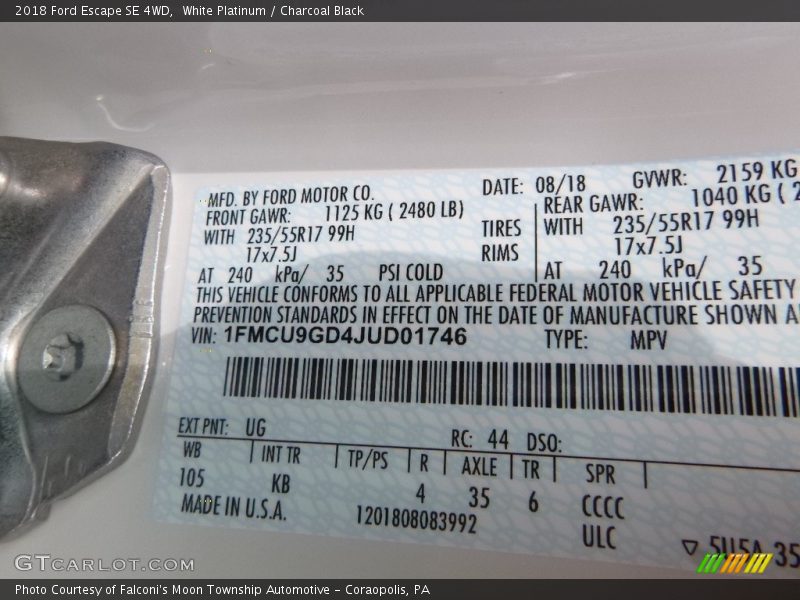 2018 Ford Escape SE 4WD, White Platinum / Charcoal Black
MFD. BY FORD MOTOR CO. DATE: 08/18 GVWR: 2159 KG
FRONT GAWR: 1125 KG ( 2480 LB) REAR GAWR: 1040 KG ( 2
WITH 235/55R17 99H TIRES WITH 235/55R17 99H
17x7.5J RIMS 17x7.5J
AT 240 kPa/ 35 PSI COLD AT 240 kPa/ 35
THIS VEHICLE CONFORMS TO ALL APPLICABLE FEDERAL MOTOR VEHICLE SAFETY
PREVENTION STANDARDS IN EFFECT ON THE DATE OF MANUFACTURE SHOWN A
VIN: 1FMCU9GD4JUD01746 TYPE: MPV
EXT PNT: UG RC: 44 DSO:
WB INT TR TP/PS R AXLE TR SPR
105 KB 4 35 6 CCCC
MADE IN U.S.A. 1201808083992 ULC
5U5A 35
GTCARLOT.COM
Photo Courtesy of Falconi's Moon Township Automotive – Coraopolis, PA